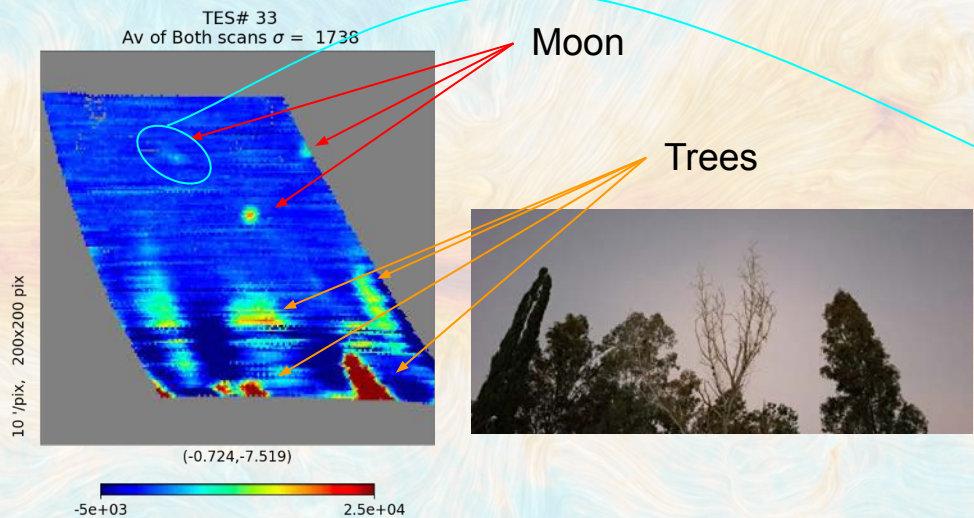 TES# 33
Av of Both scans σ = 1738
Moon
Trees
10 '/pix, 200x200 pix
(-0.724,-7.519)
-5e+03
2.5e+04